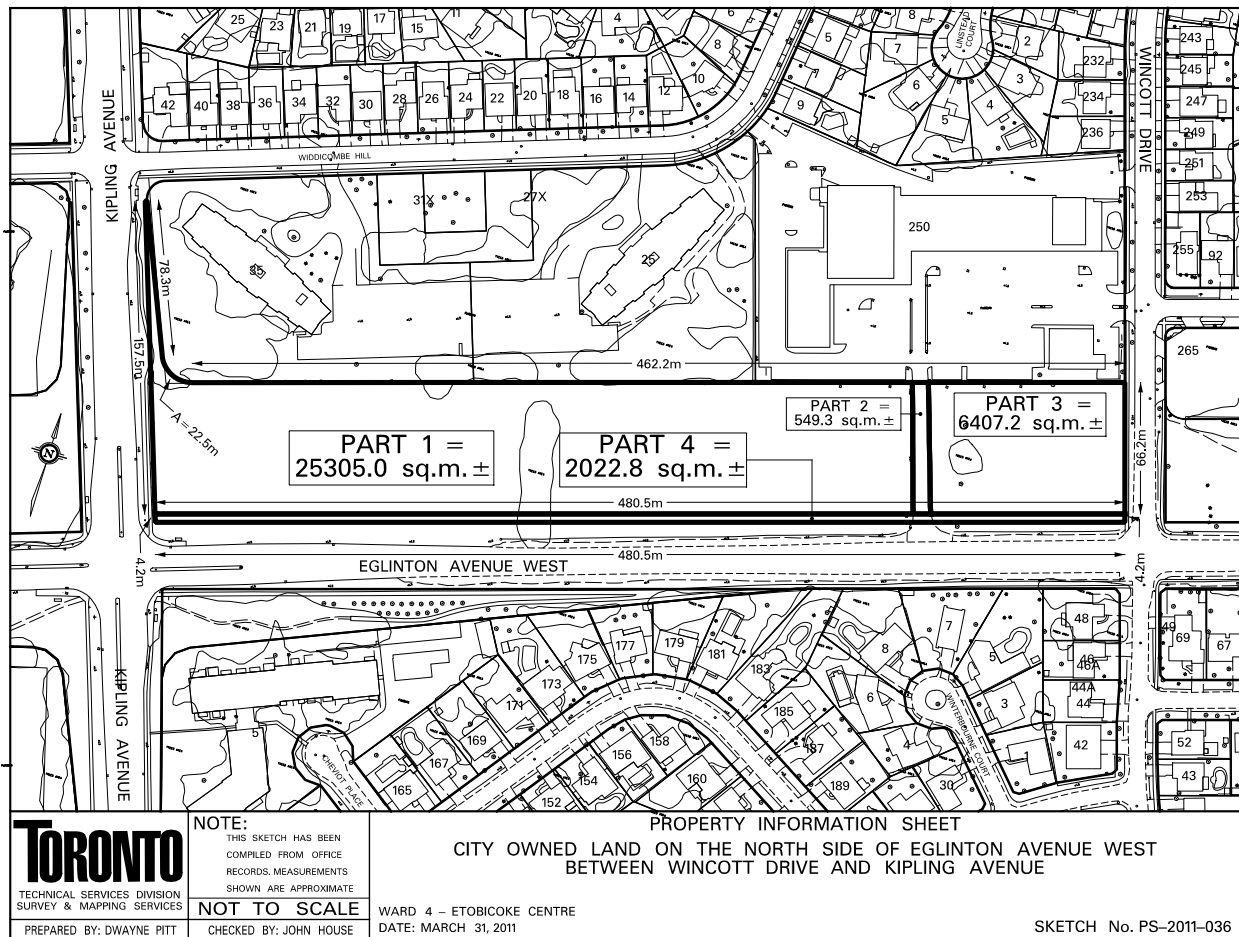 25
23
21
19
17
15
11
4
6
8
10
5
7
8
LINSTEAD
COURT
2
3
4
5
6
9
232
234
236
WINCOTT DRIVE
243
245
247
249
251
253
255
92
265
KIPLING AVENUE
42
40
38
36
34
32
30
28
26
24
22
20
18
16
14
12
WIDDICOMBE HILL
31X
27X
35
25
250
78.3m
157.5m
462.2m
A = 22.5m
PART 1 =
25305.0 sq.m. ±
PART 4 =
2022.8 sq.m. ±
PART 2 =
549.3 sq.m. ±
PART 3 =
6407.2 sq.m. ±
66.2m
N
480.5m
480.5m
4.2m
4.2m
EGLINTON AVENUE WEST
KIPLING AVENUE
5
CHEVIOT PLACE
165
167
169
171
173
175
177
179
181
183
185
187
189
152
154
156
158
160
8
6
4
30
7
5
3
1
WINTERBOURNE COURT
48
46
46A
44A
44
42
49
69
67
52
43
TORONTO
TECHNICAL SERVICES DIVISION
SURVEY & MAPPING SERVICES
PREPARED BY: DWAYNE PITT
NOTE:
THIS SKETCH HAS BEEN
COMPILED FROM OFFICE
RECORDS. MEASUREMENTS
SHOWN ARE APPROXIMATE
NOT TO SCALE
CHECKED BY: JOHN HOUSE
PROPERTY INFORMATION SHEET
CITY OWNED LAND ON THE NORTH SIDE OF EGLINTON AVENUE WEST
BETWEEN WINCOTT DRIVE AND KIPLING AVENUE
WARD 4 – ETOBICOKE CENTRE
DATE: MARCH 31, 2011
SKETCH No. PS–2011–036